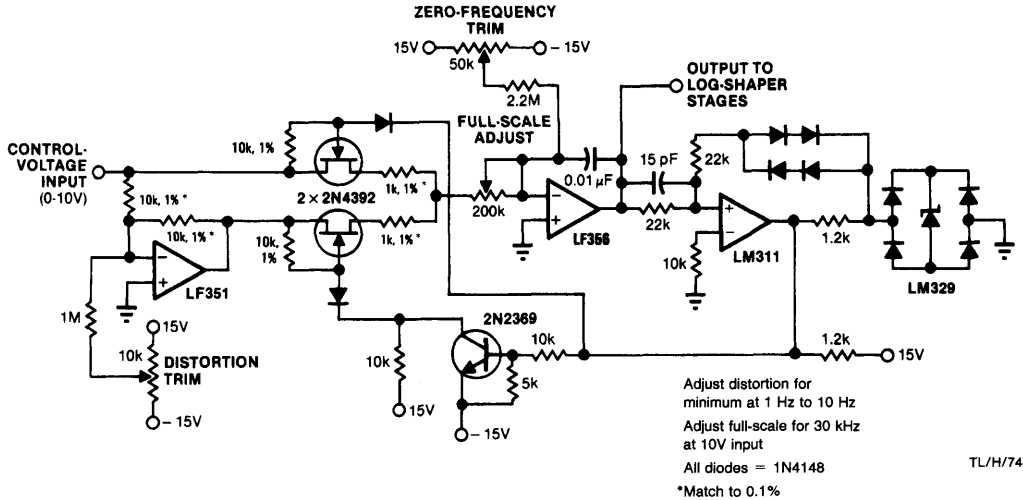 ZERO-FREQUENCY
TRIM
15V
- 15V
50k
2.2M
OUTPUT TO
LOG-SHAPER
STAGES
FULL-SCALE
ADJUST
CONTROL-
VOLTAGE
INPUT
(0-10V)
10k, 1%
10k, 1% *
2 × 2N4392
1k, 1% *
200k
0.01 µF
15 pF
22k
22k
LF356
10k, 1% *
10k,
1%
1k, 1% *
10k
LM311
1.2k
LM329
LF351
1M
15V
10k
DISTORTION
TRIM
- 15V
2N2369
10k
15V
10k
5k
- 15V
1.2k
15V
Adjust distortion for
minimum at 1 Hz to 10 Hz
Adjust full-scale for 30 kHz
at 10V input
All diodes = 1N4148
*Match to 0.1%
TL/H/74